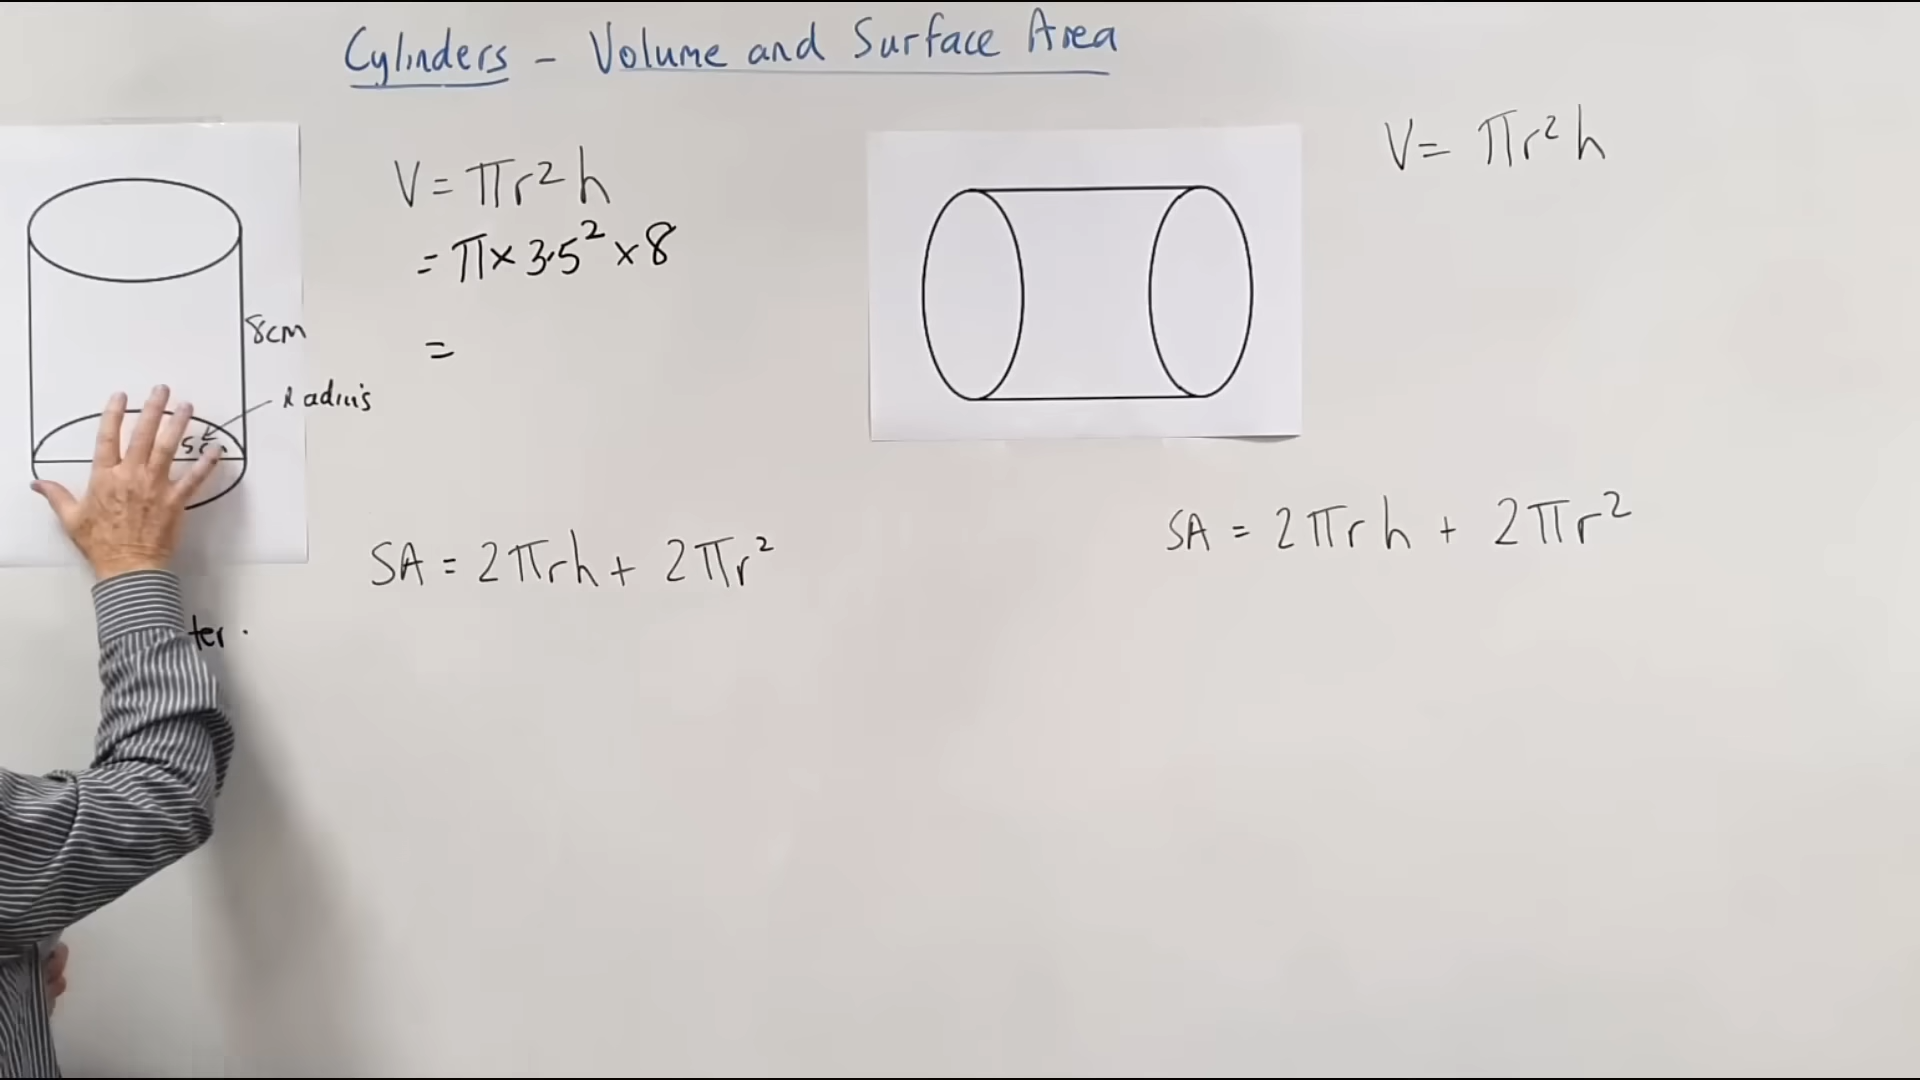 Cylinders - Volume and Surface Area
V = πr²h
= π × 3.5² × 8
=
8cm
Radius
SA = 2πrh + 2πr²
V = πr²h
SA = 2πrh + 2πr²